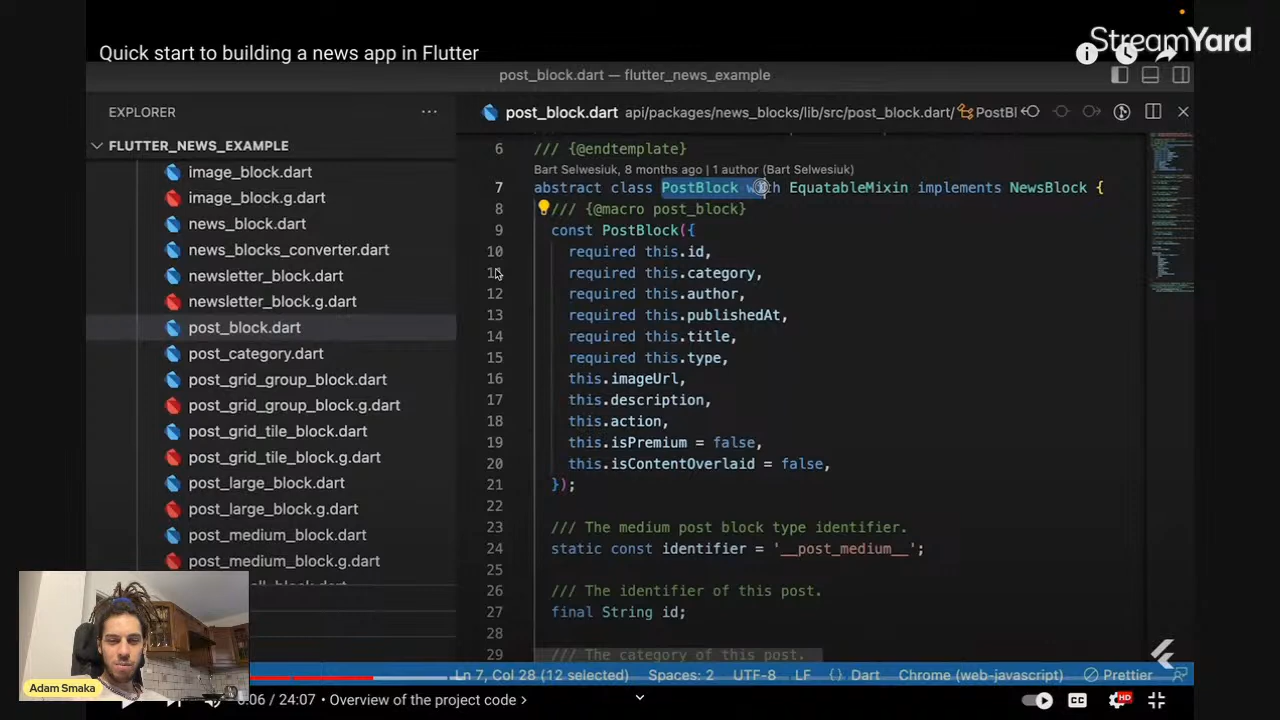 StreamYard
Quick start to building a news app in Flutter
post_block.dart — flutter_news_example
EXPLORER
post_block.dart api/packages/news_blocks/lib/src/post_block.dart/ PostBl
FLUTTER_NEWS_EXAMPLE
image_block.dart
image_block.g.dart
news_block.dart
news_blocks_converter.dart
newsletter_block.dart
newsletter_block.g.dart
post_block.dart
post_category.dart
post_grid_group_block.dart
post_grid_group_block.g.dart
post_grid_tile_block.dart
post_grid_tile_block.g.dart
post_large_block.dart
post_large_block.g.dart
post_medium_block.dart
post_medium_block.g.dart
6 /// {@endtemplate}
Bart Selwesiuk, 8 months ago | 1 author (Bart Selwesiuk)
7 abstract class PostBlock with EquatableMixin implements NewsBlock {
8 /// {@macro post_block}
9 const PostBlock({
10 required this.id,
11 required this.category,
12 required this.author,
13 required this.publishedAt,
14 required this.title,
15 required this.type,
16 this.imageUrl,
17 this.description,
18 this.action,
19 this.isPremium = false,
20 this.isContentOverlaid = false,
21 });
22
23 /// The medium post block type identifier.
24 static const identifier = '__post_medium__';
25
26 /// The identifier of this post.
27 final String id;
28
29 /// The category of this post.
Ln 7, Col 28 (12 selected) Spaces: 2 UTF-8 LF {} Dart Chrome (web-javascript) Prettier
Adam Smaka
6:06 / 24:07 • Overview of the project code >
CC
HD